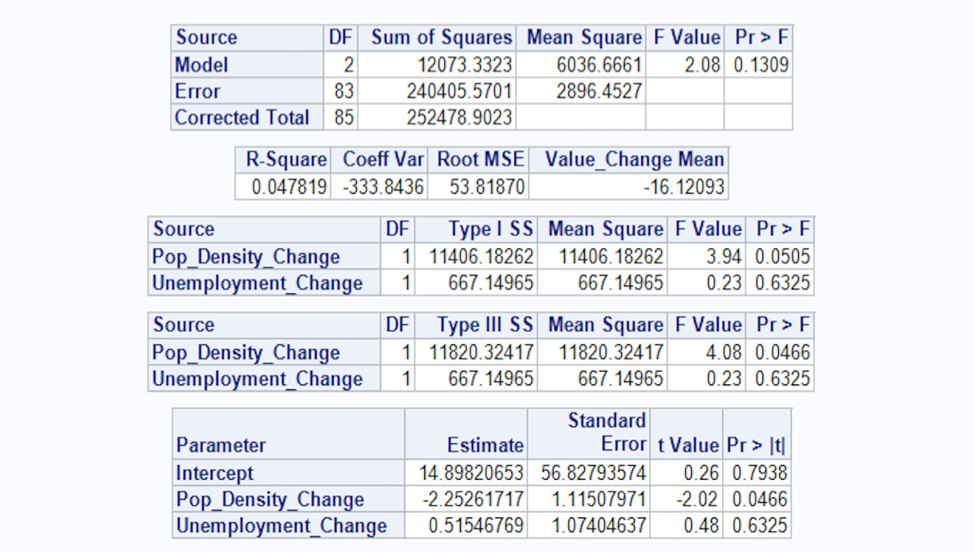 Source DF Sum of Squares Mean Square F Value Pr > F
Model 2 12073.3323 6036.6661 2.08 0.1309
Error 83 240405.5701 2896.4527
Corrected Total 85 252478.9023
R-Square Coeff Var Root MSE Value_Change Mean
0.047819 -333.8436 53.81870 -16.12093
Source DF Type I SS Mean Square F Value Pr > F
Pop_Density_Change 1 11406.18262 11406.18262 3.94 0.0505
Unemployment_Change 1 667.14965 667.14965 0.23 0.6325
Source DF Type III SS Mean Square F Value Pr > F
Pop_Density_Change 1 11820.32417 11820.32417 4.08 0.0466
Unemployment_Change 1 667.14965 667.14965 0.23 0.6325
Standard
Parameter Estimate Error t Value Pr > |t|
Intercept 14.89820653 56.82793574 0.26 0.7938
Pop_Density_Change -2.25261717 1.11507971 -2.02 0.0466
Unemployment_Change 0.51546769 1.07404637 0.48 0.6325